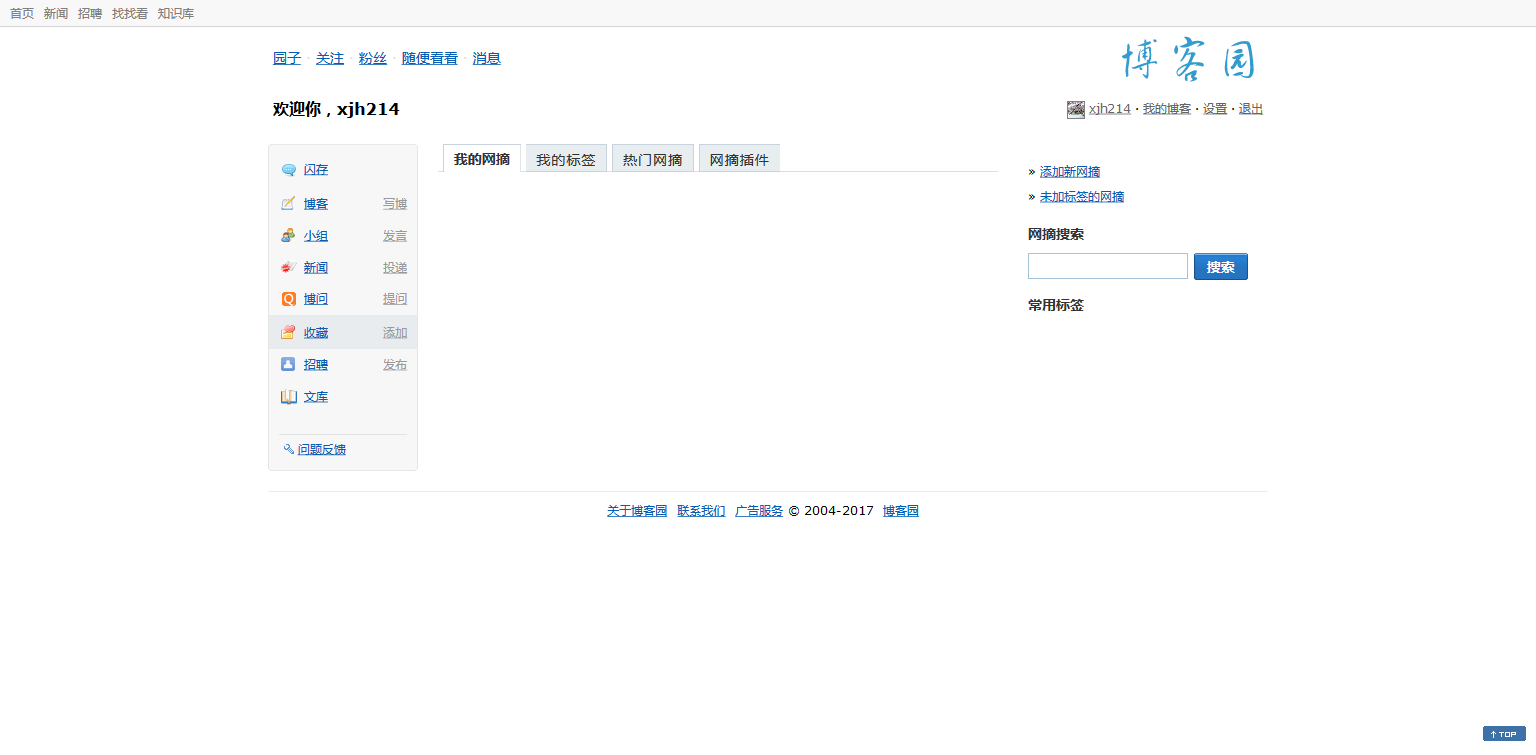 首页 新闻 招聘 找找看 知识库
园子 · 关注 · 粉丝 · 随便看看 · 消息
博客园
欢迎你，xjh214
xjh214 · 我的博客 · 设置 · 退出
闪存
博客 写博
小组 发言
新闻 投递
博问 提问
收藏 添加
招聘 发布
文库
问题反馈
我的网摘 我的标签 热门网摘 网摘插件
» 添加新网摘
» 未加标签的网摘
网摘搜索
搜索
常用标签
关于博客园 联系我们 广告服务 © 2004-2017 博客园
↑ TOP